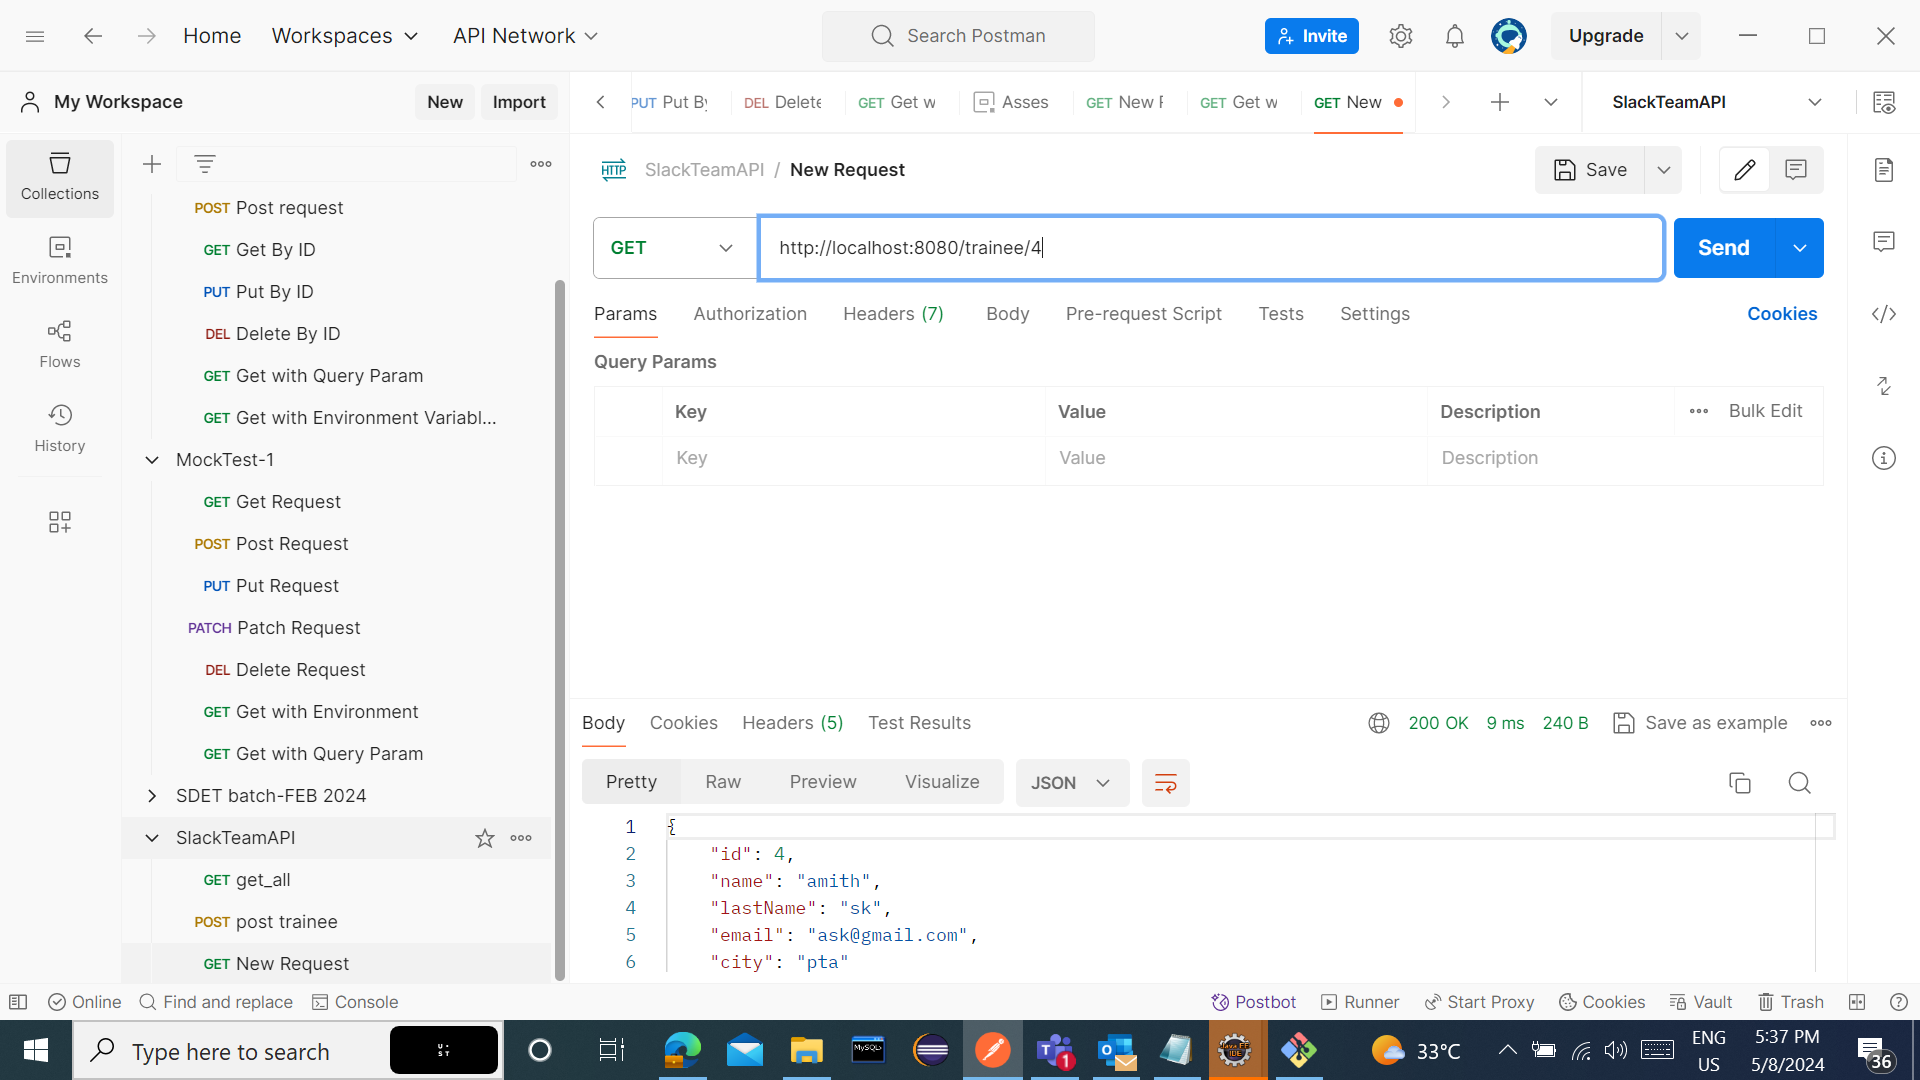 Home
Workspaces
API Network
Search Postman
Invite
Upgrade
My Workspace
New
Import
PUT Put By
DEL Delete
GET Get w
Asses
GET New R
GET Get w
GET New
SlackTeamAPI
Collections
Environments
Flows
History
POST Post request
GET Get By ID
PUT Put By ID
DEL Delete By ID
GET Get with Query Param
GET Get with Environment Variabl...
MockTest-1
GET Get Request
POST Post Request
PUT Put Request
PATCH Patch Request
DEL Delete Request
GET Get with Environment
GET Get with Query Param
SDET batch-FEB 2024
SlackTeamAPI
GET get_all
POST post trainee
GET New Request
HTTP SlackTeamAPI / New Request
Save
GET
http://localhost:8080/trainee/4
Send
Params
Authorization
Headers (7)
Body
Pre-request Script
Tests
Settings
Cookies
Query Params
Key
Value
Description
Bulk Edit
Key
Value
Description
Body
Cookies
Headers (5)
Test Results
200 OK
9 ms
240 B
Save as example
Pretty
Raw
Preview
Visualize
JSON
1 {
2 "id": 4,
3 "name": "amith",
4 "lastName": "sk",
5 "email": "ask@gmail.com",
6 "city": "pta"
Online
Find and replace
Console
Postbot
Runner
Start Proxy
Cookies
Vault
Trash
Type here to search
MySQL
1
33°C
ENG
US
5:37 PM
5/8/2024
36